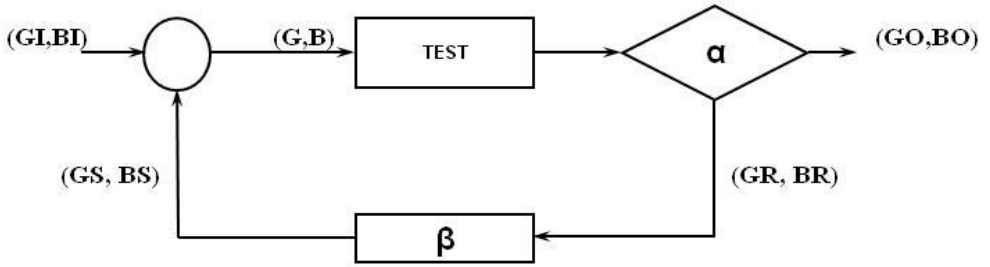 (GI,BI)
(G,B)
TEST
α
(GO,BO)
(GS, BS)
(GR, BR)
β